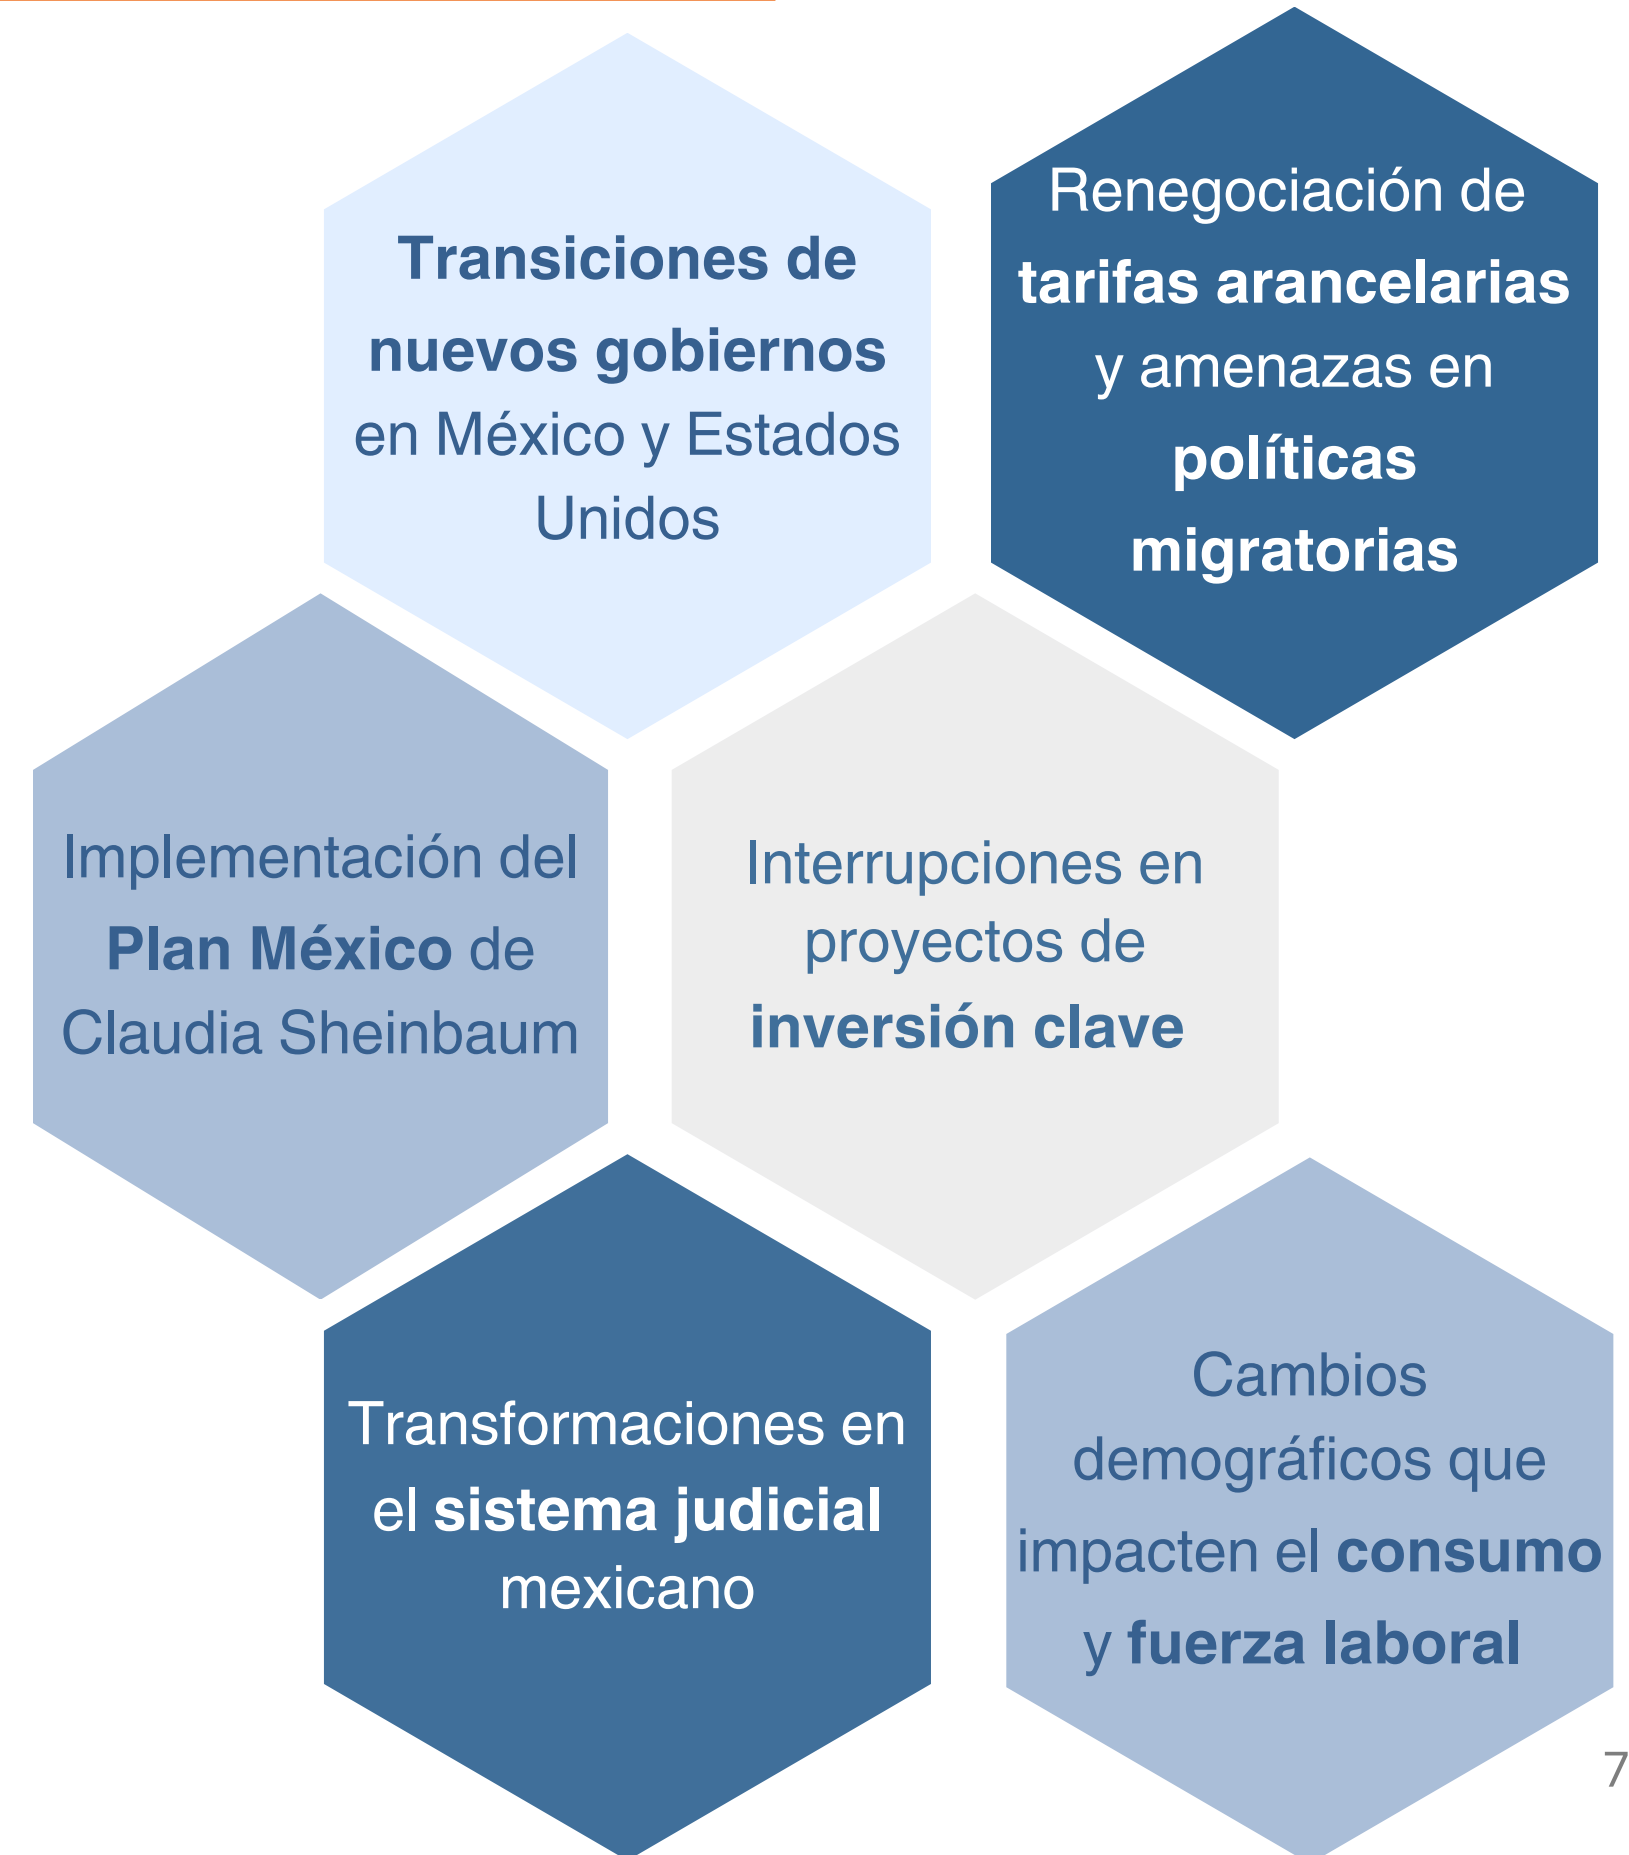 Transiciones de
nuevos gobiernos
en México y Estados
Unidos
Renegociación de
tarifas arancelarias
y amenazas en
políticas
migratorias
Implementación del
Plan México de
Claudia Sheinbaum
Interrupciones en
proyectos de
inversión clave
Transformaciones en
el sistema judicial
mexicano
Cambios
demográficos que
impacten el consumo
y fuerza laboral
7